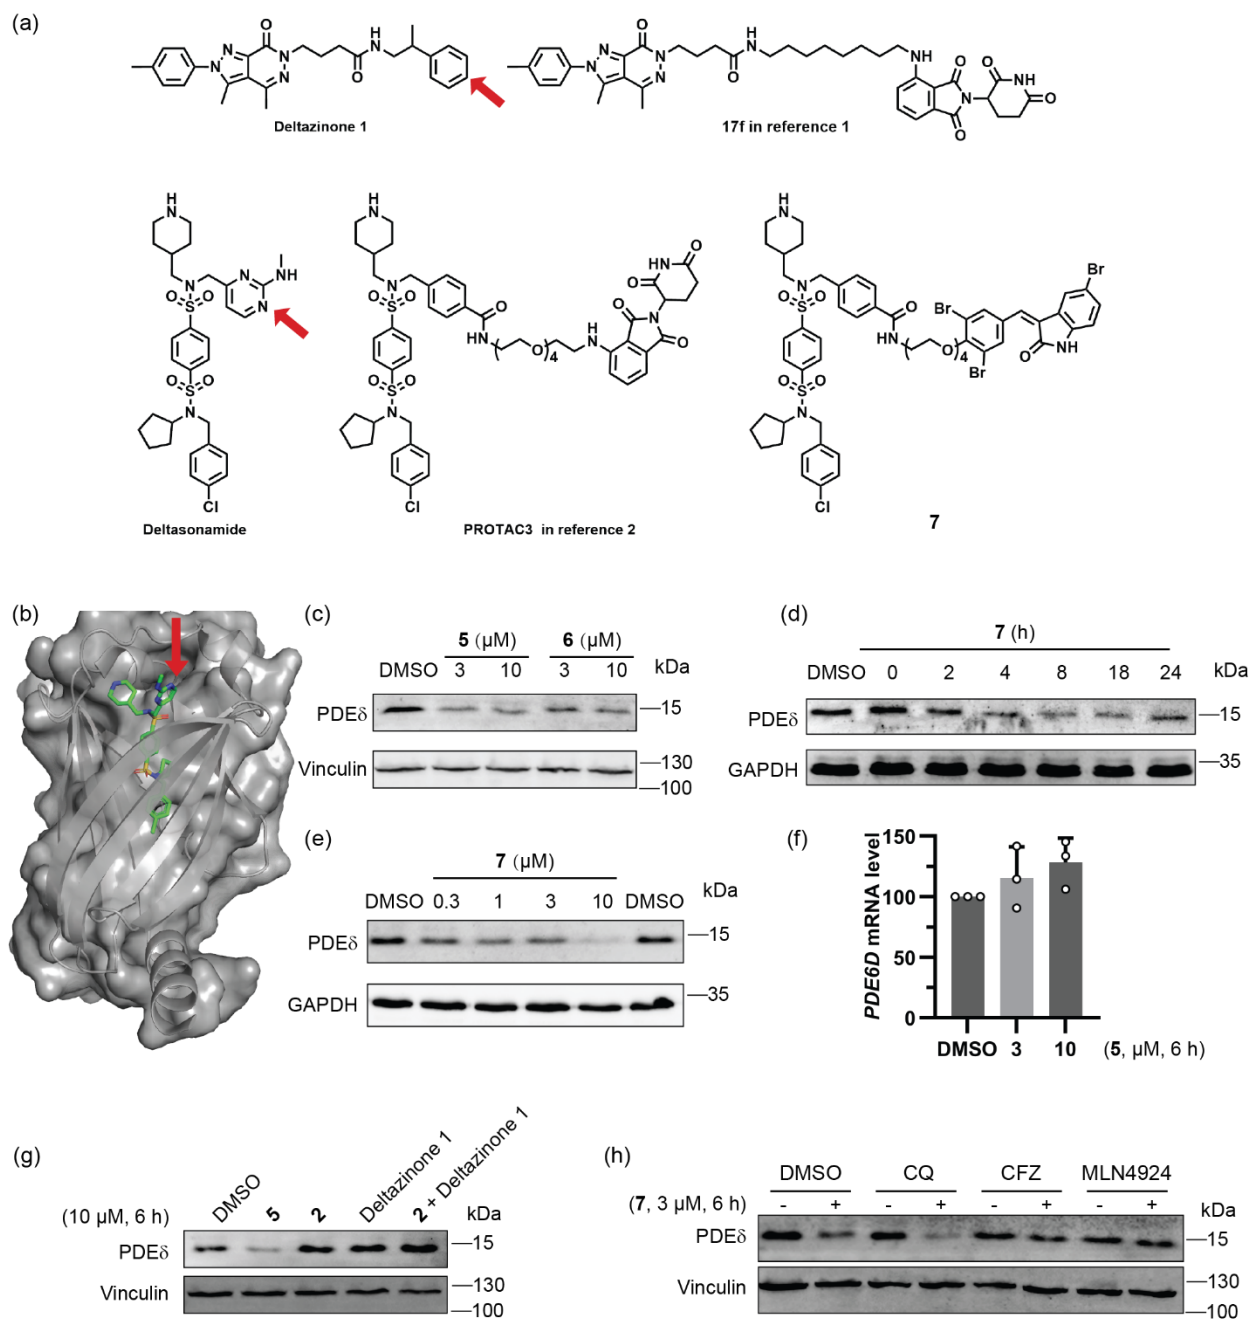 (a)
Deltazinone 1
17f in reference 1
Deltasonamide
PROTAC3 in reference 2
7
(b)
(c)
5 (μM) 6 (μM)
DMSO 3 10 3 10 kDa
PDEδ —15
Vinculin —130
—100
(d)
7 (h)
DMSO 0 2 4 8 18 24 kDa
PDEδ —15
GAPDH —35
(e)
7 (μM)
DMSO 0.3 1 3 10 DMSO kDa
PDEδ —15
GAPDH —35
(f)
PDE6D mRNA level
150
100
50
0
DMSO 3 10 (5, μM, 6 h)
(g)
DMSO 5 2 Deltazinone 1 2 + Deltazinone 1
(10 μM, 6 h) kDa
PDEδ —15
Vinculin —130
—100
(h)
DMSO CQ CFZ MLN4924
(7, 3 μM, 6 h) - + - + - + - + kDa
PDEδ —15
Vinculin —130
—100